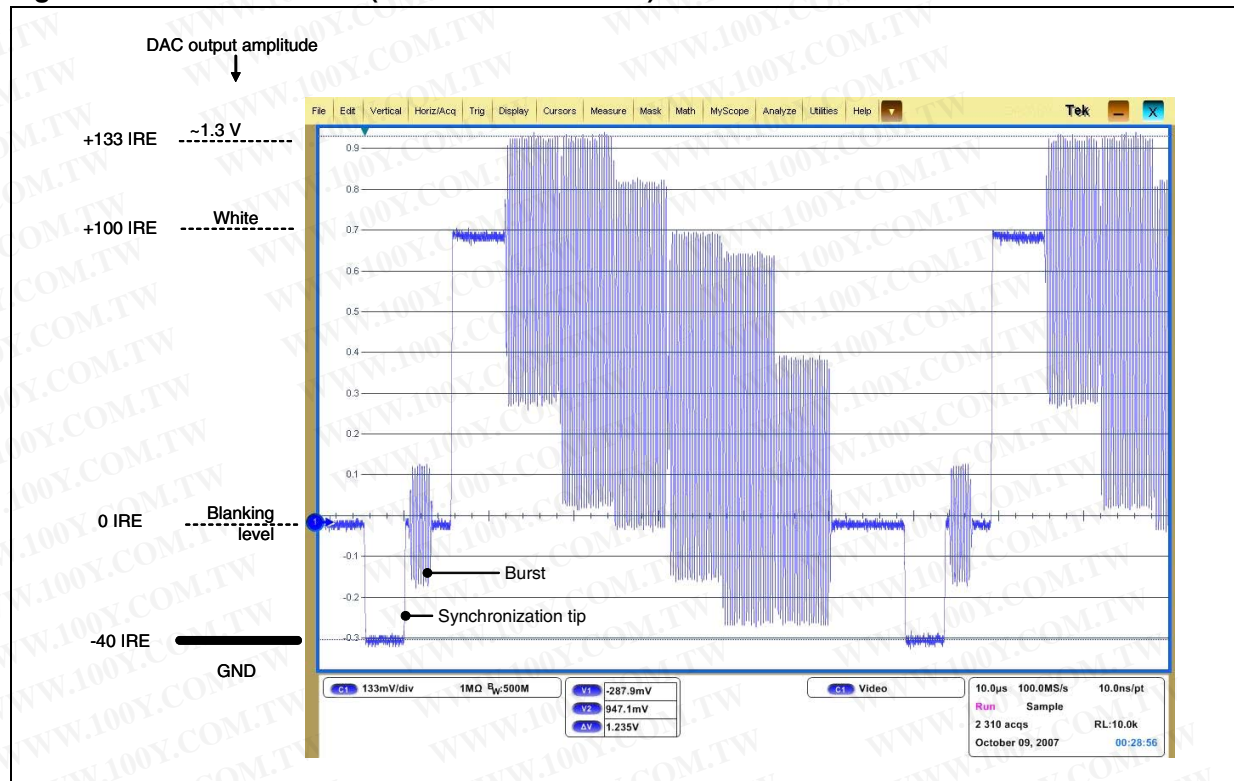 DAC output amplitude
+133 IRE
~1.3 V
+100 IRE
White
0 IRE
Blanking
level
-40 IRE
GND
File Edit Vertical Horiz/Acq Trig Display Cursors Measure Mask Math MyScope Analyze Utilities Help
Tek
X
0.9
0.8
0.7
0.6
0.5
0.4
0.3
0.2
0.1
1
-0.1
-0.2
-0.3
Burst
Synchronization tip
C1 133mV/div 1MΩ BW:500M
V1 -287.9mV
V2 947.1mV
ΔV 1.235V
C1 Video
10.0µs 100.0MS/s 10.0ns/pt
Run Sample
2 310 acqs RL:10.0k
October 09, 2007 00:28:56
WWW.100Y.COM.TW